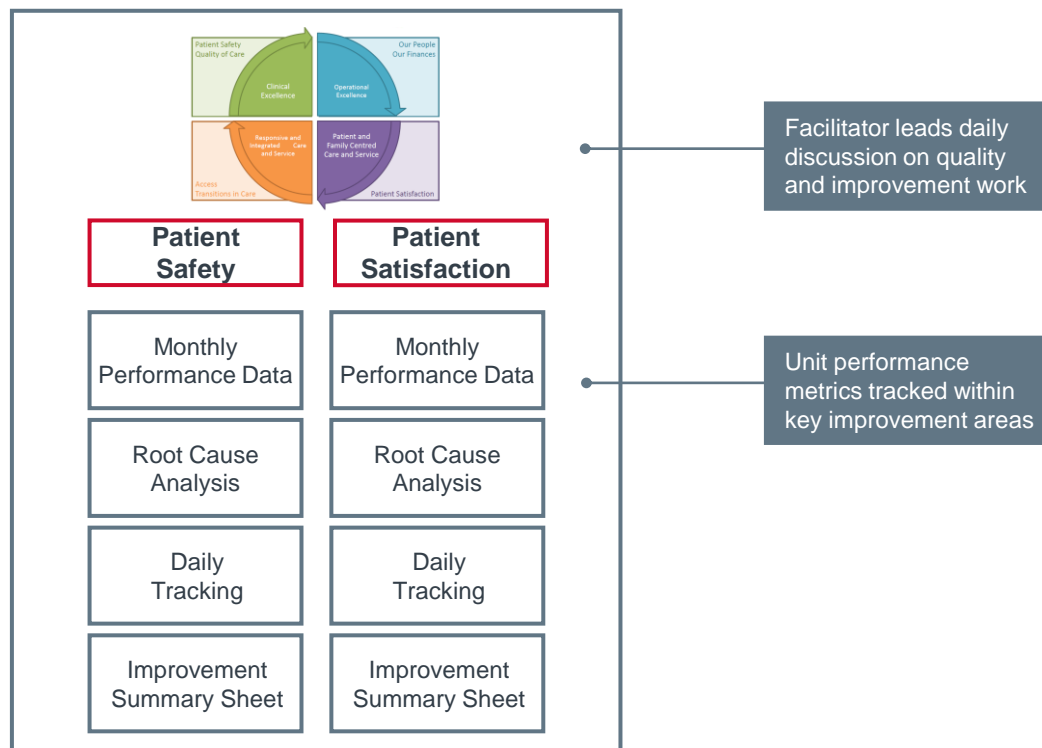 Patient Safety
Quality of Care
Our People
Our Finances
Clinical
Excellence
Operational
Excellence
Responsive and
Integrated Care
and Service
Patient and
Family Centred
Care and Service
Access
Transitions in Care
Patient Satisfaction
Patient
Safety
Patient
Satisfaction
Monthly
Performance Data
Monthly
Performance Data
Root Cause
Analysis
Root Cause
Analysis
Daily
Tracking
Daily
Tracking
Improvement
Summary Sheet
Improvement
Summary Sheet
Facilitator leads daily
discussion on quality
and improvement work
Unit performance
metrics tracked within
key improvement areas